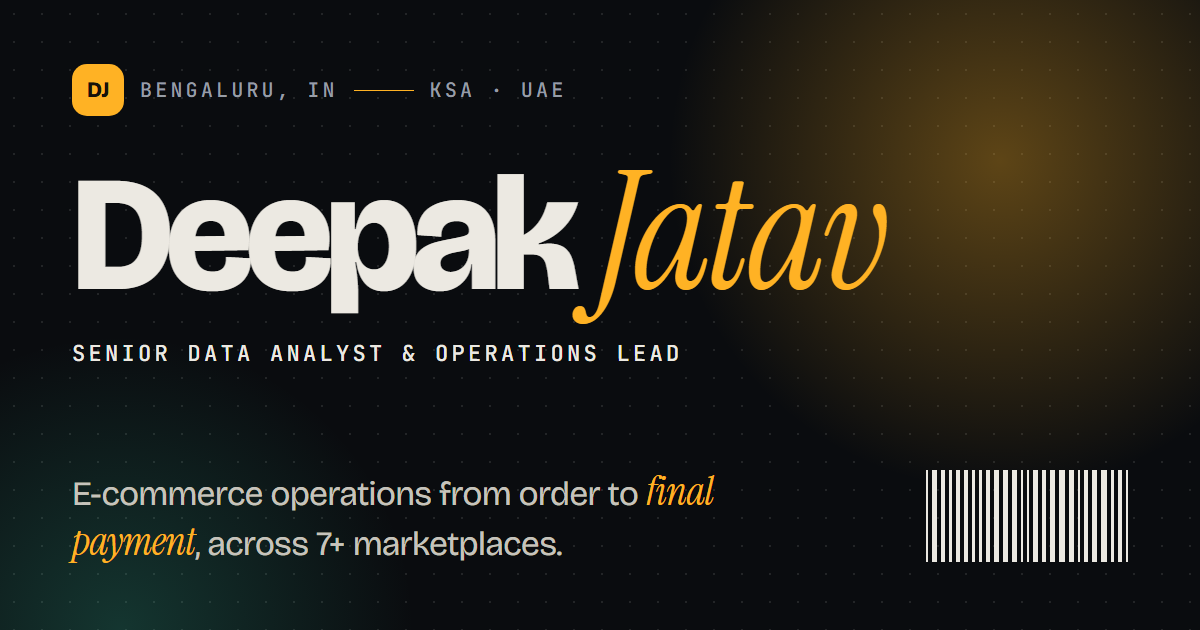 DJ BENGALURU, IN KSA · UAE
Deepak Jatav
SENIOR DATA ANALYST & OPERATIONS LEAD
E-commerce operations from order to final
payment, across 7+ marketplaces.